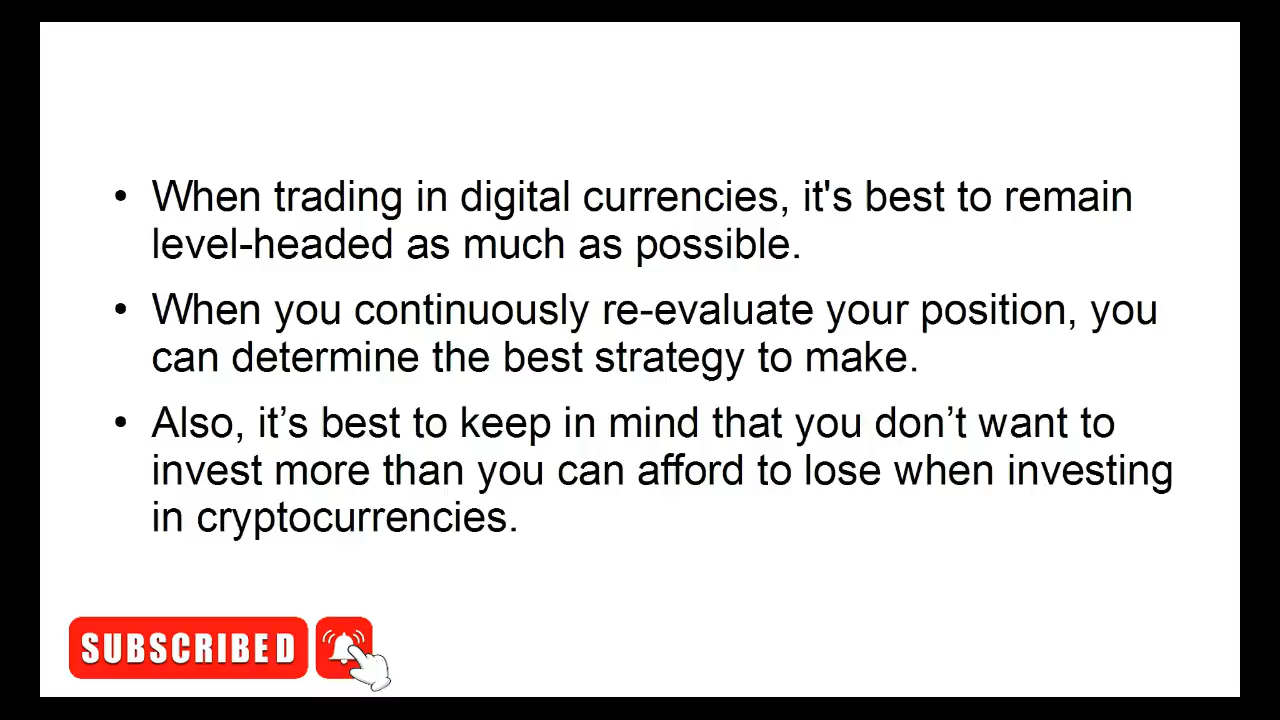 • When trading in digital currencies, it's best to remain
level-headed as much as possible.
• When you continuously re-evaluate your position, you
can determine the best strategy to make.
• Also, it’s best to keep in mind that you don’t want to
invest more than you can afford to lose when investing
in cryptocurrencies.
SUBSCRIBED